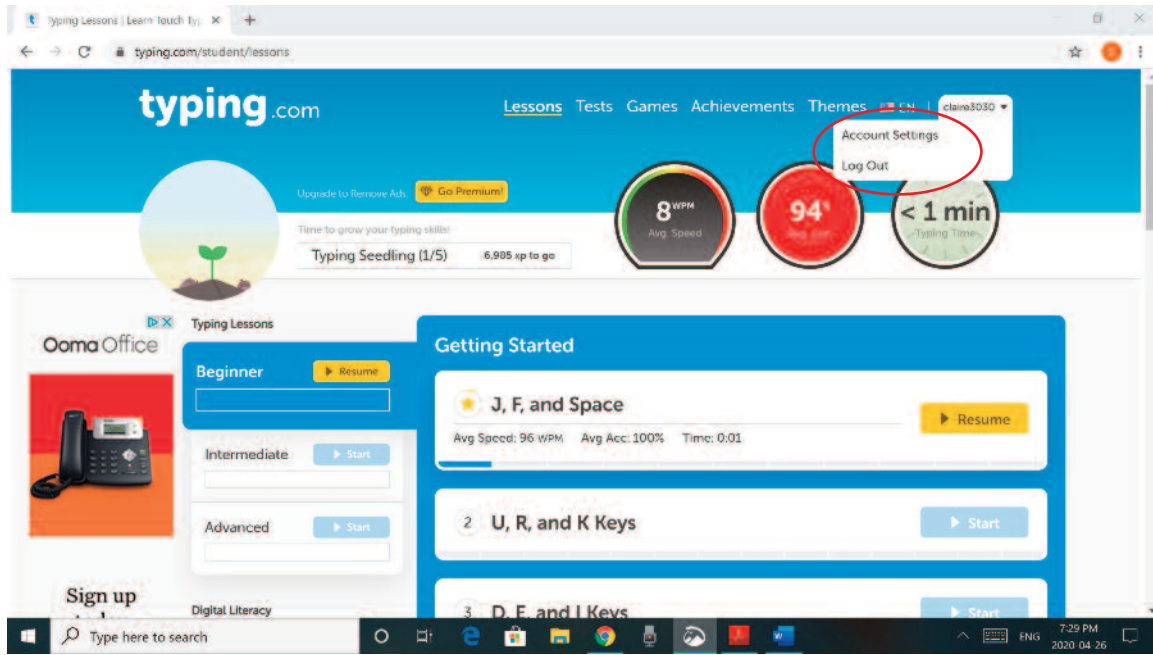 Typing Lessons | Learn Touch Typ
typing.com/student/lessons
typing.com
Lessons Tests Games Achievements Themes EN | claire3030
Account Settings
Log Out
Upgrade to Remove Ads. Go Premium!
Time to grow your typing skills!
Typing Seedling (1/5) 6,985 xp to go
8 WPM
Avg. Speed
94%
< 1 min
Typing Time
Ooma Office
Typing Lessons
Beginner Resume
Intermediate Start
Advanced Start
Digital Literacy
Sign up
Getting Started
J, F, and Space
Avg Speed: 96 WPM Avg Acc: 100% Time: 0:01
Resume
2 U, R, and K Keys Start
3 D, E, and I Keys Start
Type here to search
ENG
7:29 PM
2020-04-26